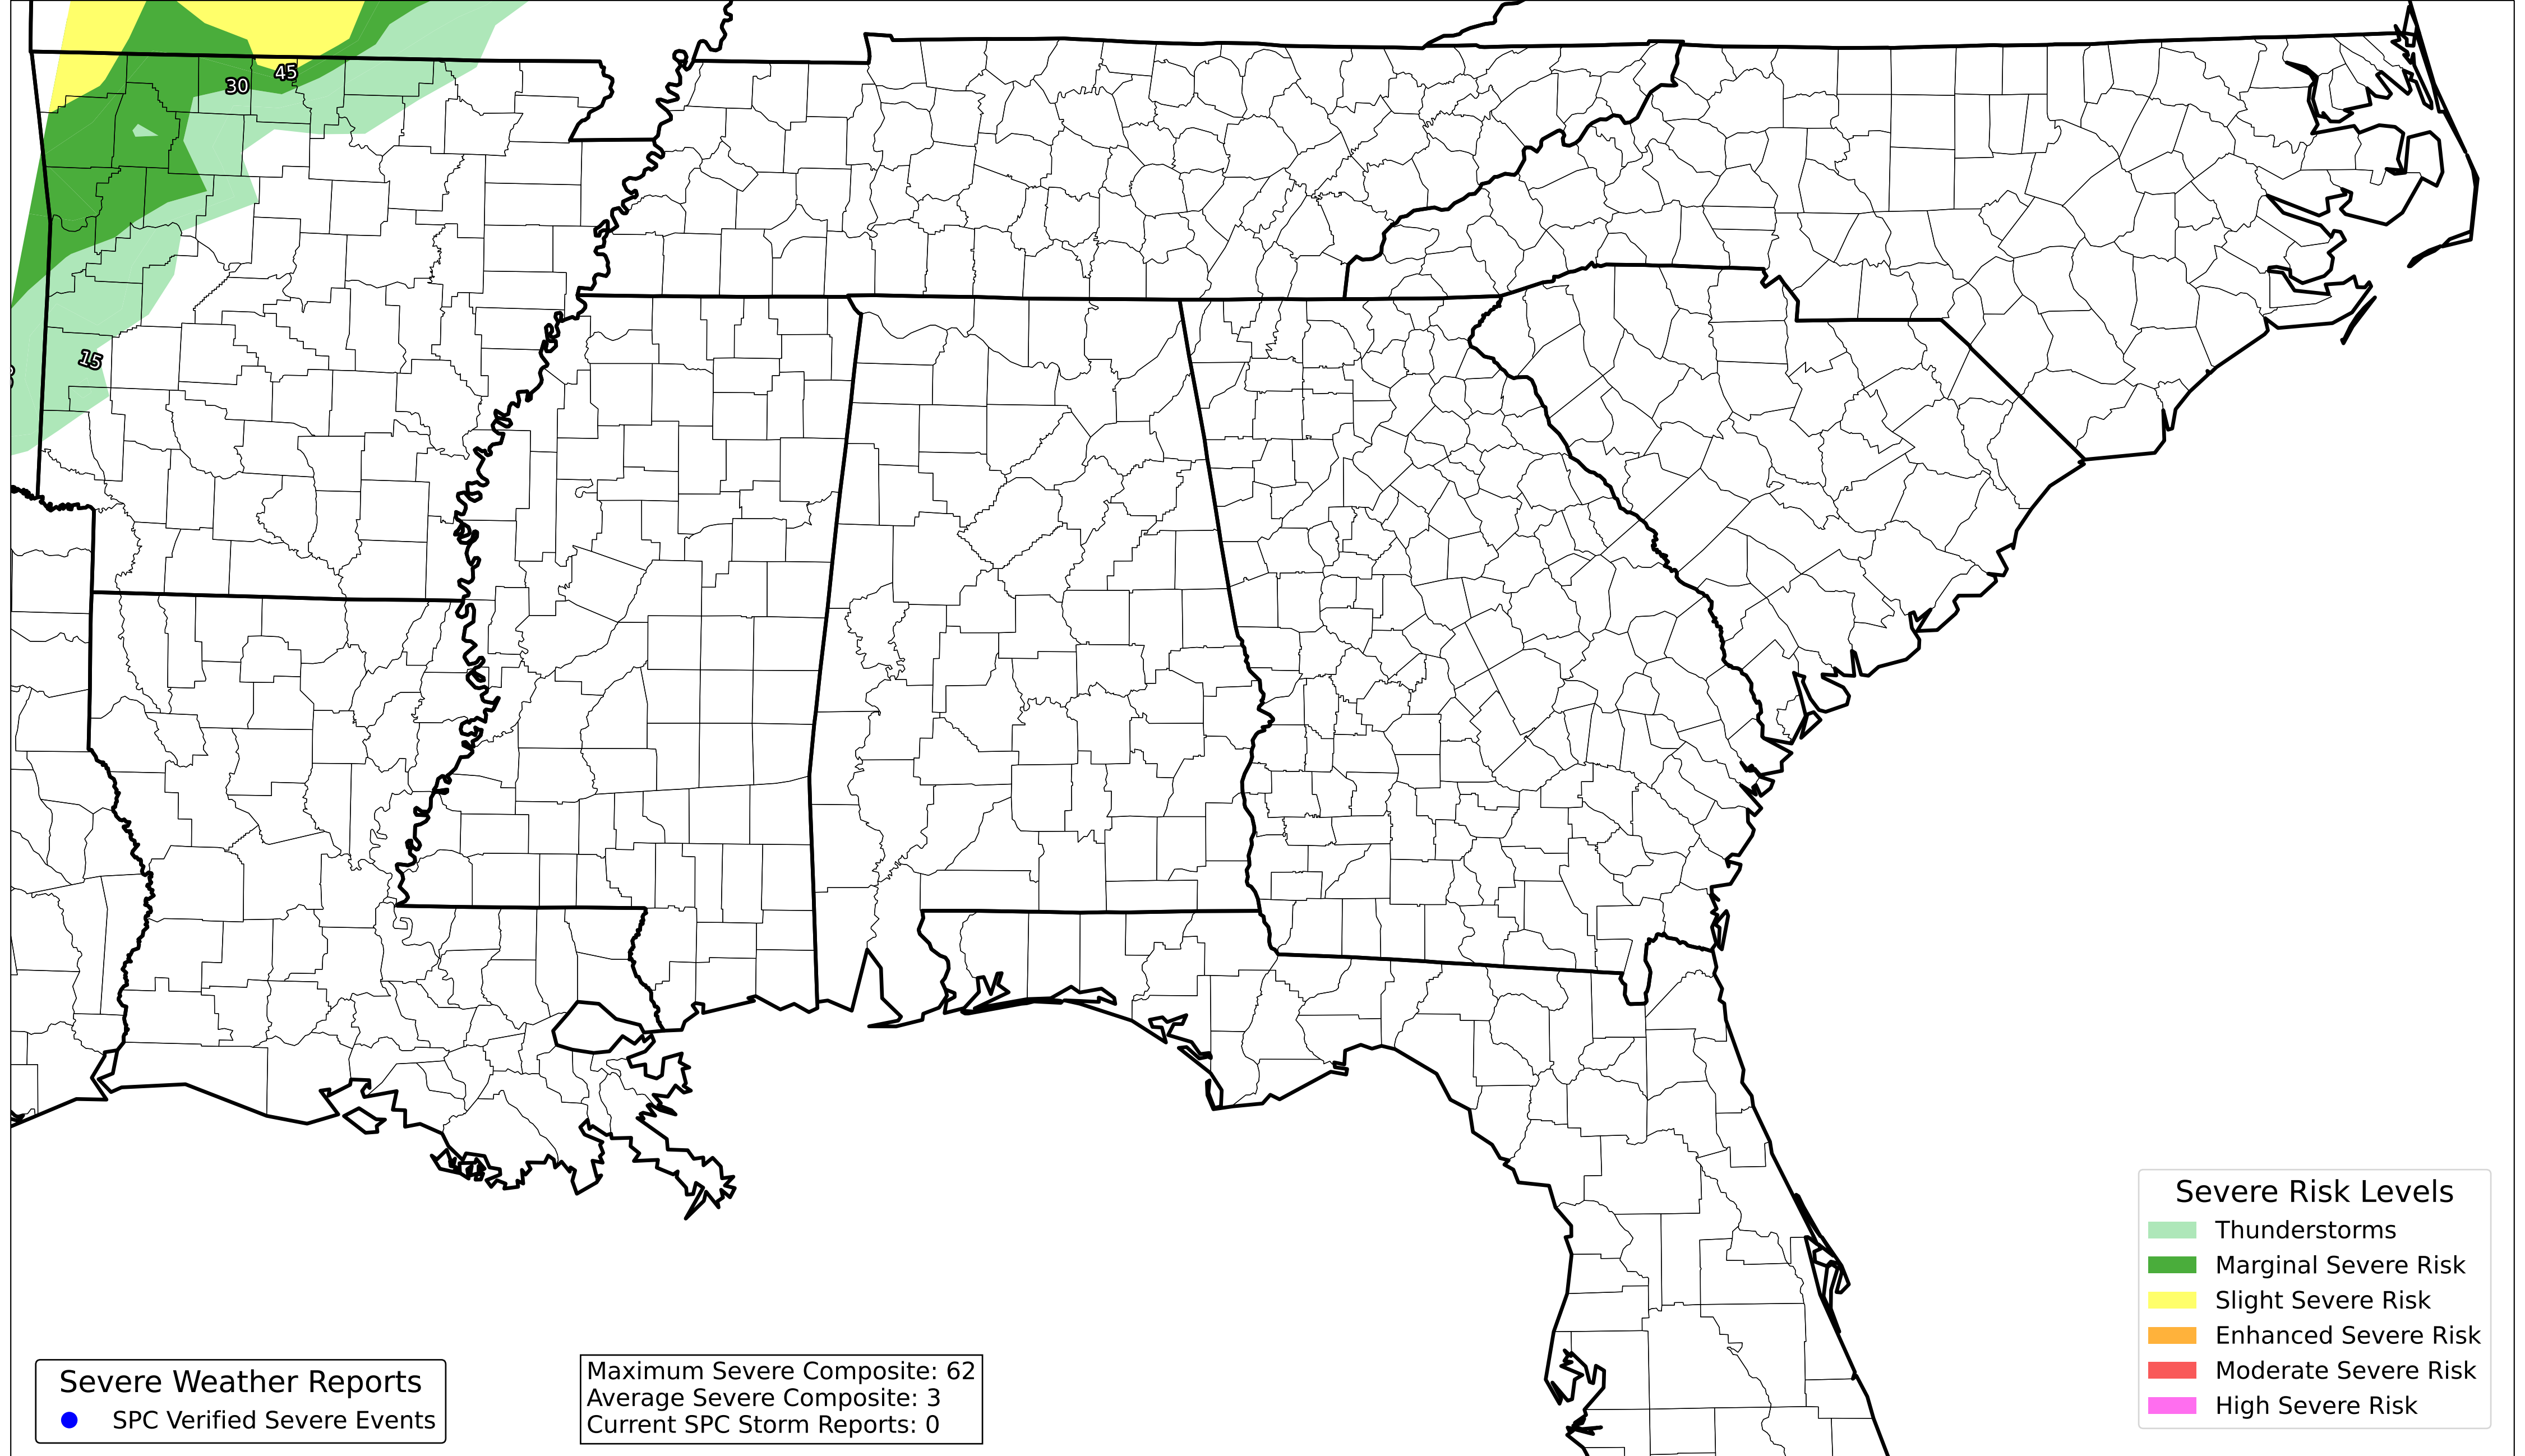 45
30
15
Severe Risk Levels
Thunderstorms
Marginal Severe Risk
Slight Severe Risk
Enhanced Severe Risk
Moderate Severe Risk
High Severe Risk
Severe Weather Reports
SPC Verified Severe Events
Maximum Severe Composite: 62
Average Severe Composite: 3
Current SPC Storm Reports: 0